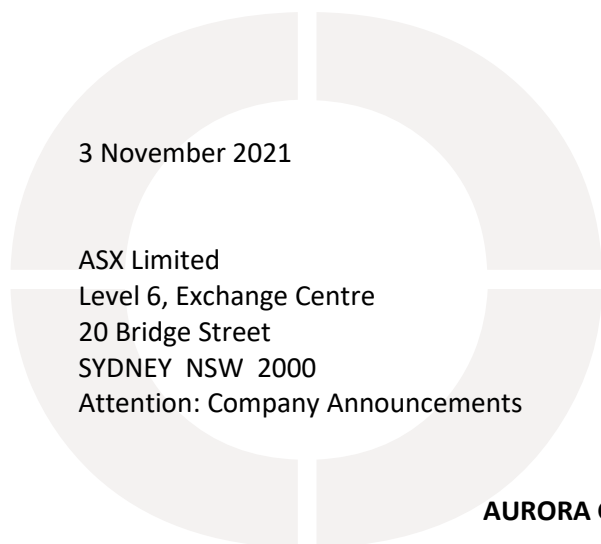 3 November 2021
ASX Limited
Level 6, Exchange Centre
20 Bridge Street
SYDNEY NSW 2000
Attention: Company Announcements
AURORA